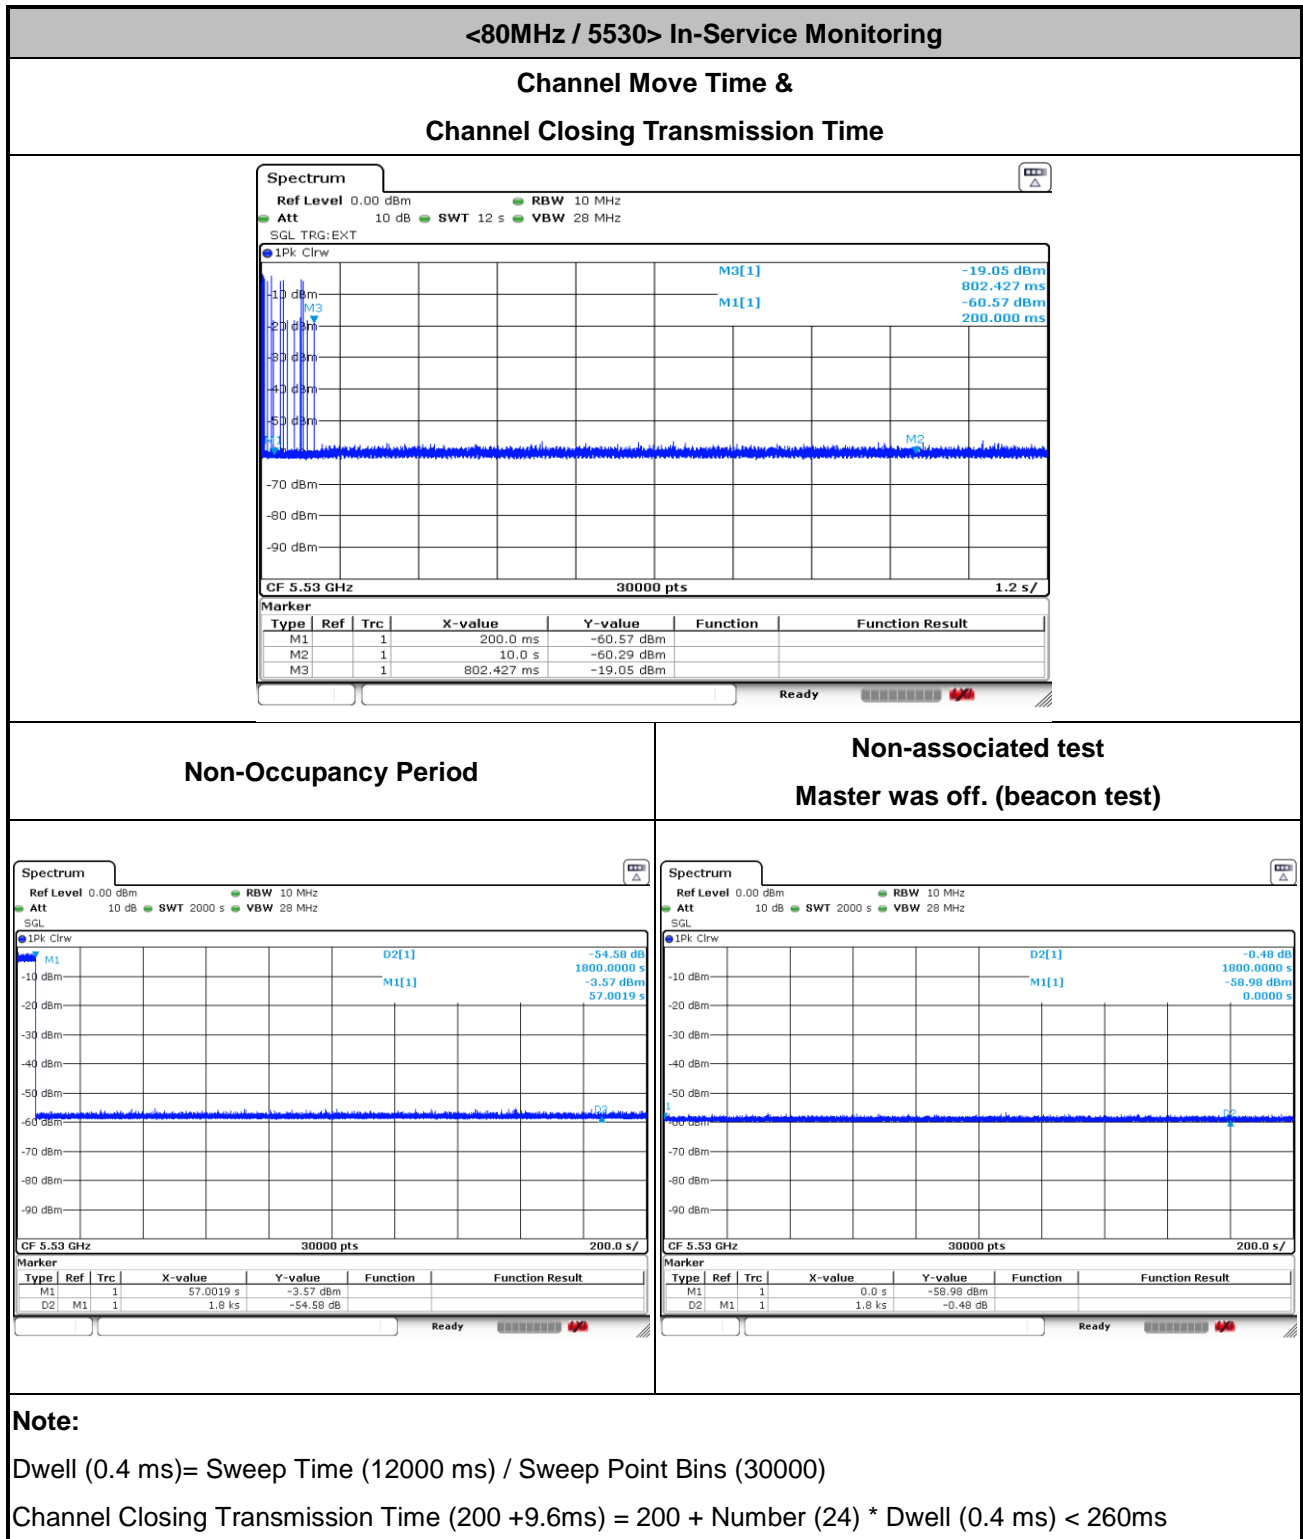 <80MHz / 5530> In-Service Monitoring
Channel Move Time &
Channel Closing Transmission Time
Spectrum
Ref Level 0.00 dBm RBW 10 MHz
Att 10 dB SWT 12 s VBW 28 MHz
SGL TRG:EXT
1Pk Clrw
M3[1] -19.05 dBm
802.427 ms
M1[1] -60.57 dBm
200.000 ms
-10 dBm
M3
-20 dBm
-30 dBm
-40 dBm
-50 dBm
M1
M2
-70 dBm
-80 dBm
-90 dBm
CF 5.53 GHz 30000 pts 1.2 s/
Marker
Type Ref Trc X-value Y-value Function Function Result
M1 1 200.0 ms -60.57 dBm
M2 1 10.0 s -60.29 dBm
M3 1 802.427 ms -19.05 dBm
Ready
Non-Occupancy Period
Non-associated test
Master was off. (beacon test)
Spectrum
Ref Level 0.00 dBm RBW 10 MHz
Att 10 dB SWT 2000 s VBW 28 MHz
SGL
1Pk Clrw
M1
D2[1] -54.58 dB
1800.0000 s
M1[1] -3.57 dBm
57.0019 s
-10 dBm
-20 dBm
-30 dBm
-40 dBm
-50 dBm
D2
-60 dBm
-70 dBm
-80 dBm
-90 dBm
CF 5.53 GHz 30000 pts 200.0 s/
Marker
Type Ref Trc X-value Y-value Function Function Result
M1 1 57.0019 s -3.57 dBm
D2 M1 1 1.8 ks -54.58 dB
Ready
Spectrum
Ref Level 0.00 dBm RBW 10 MHz
Att 10 dB SWT 2000 s VBW 28 MHz
SGL
1Pk Clrw
D2[1] -0.48 dB
1800.0000 s
M1[1] -58.98 dBm
0.0000 s
-10 dBm
-20 dBm
-30 dBm
-40 dBm
-50 dBm
1
D2
-60 dBm
-70 dBm
-80 dBm
-90 dBm
CF 5.53 GHz 30000 pts 200.0 s/
Marker
Type Ref Trc X-value Y-value Function Function Result
M1 1 0.0 s -58.98 dBm
D2 M1 1 1.8 ks -0.48 dB
Ready
Note:
Dwell (0.4 ms)= Sweep Time (12000 ms) / Sweep Point Bins (30000)
Channel Closing Transmission Time (200 +9.6ms) = 200 + Number (24) * Dwell (0.4 ms) < 260ms